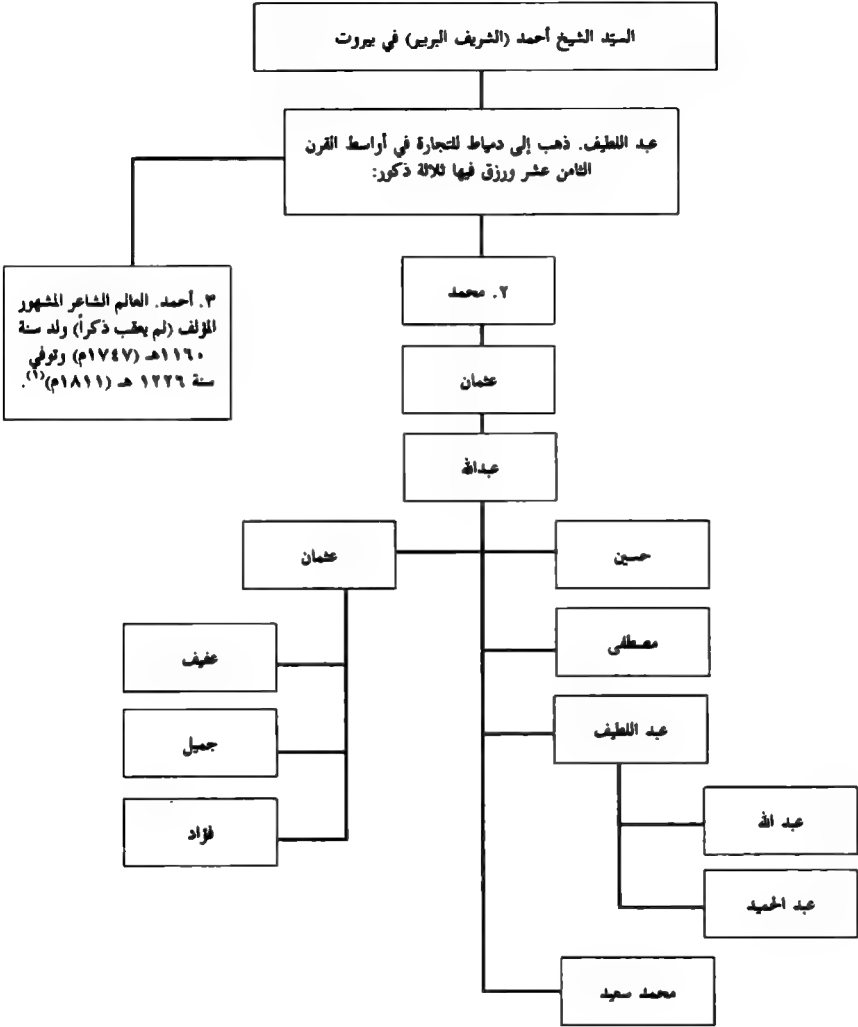 السيّد الشيخ أحمد (الشريف البربير) في بيروت
عبد اللطيف. ذهب إلى دمياط للتجارة في أواسط القرن
الثامن عشر ورزق فيها ثلاثة ذكور:
٢. محمد
٣. أحمد. العالم الشاعر المشهور
المؤلف (لم يعقب ذكراً) ولد سنة
١١٦٠هـ (١٧٤٧م) وتوفي
سنة ١٢٢٦ هـ (١٨١١م)(١).
عثمان
عبدالله
حسين
عثمان
مصطفى
عفيف
عبد اللطيف
جميل
عبد الله
فؤاد
عبد الحميد
محمد سعيد